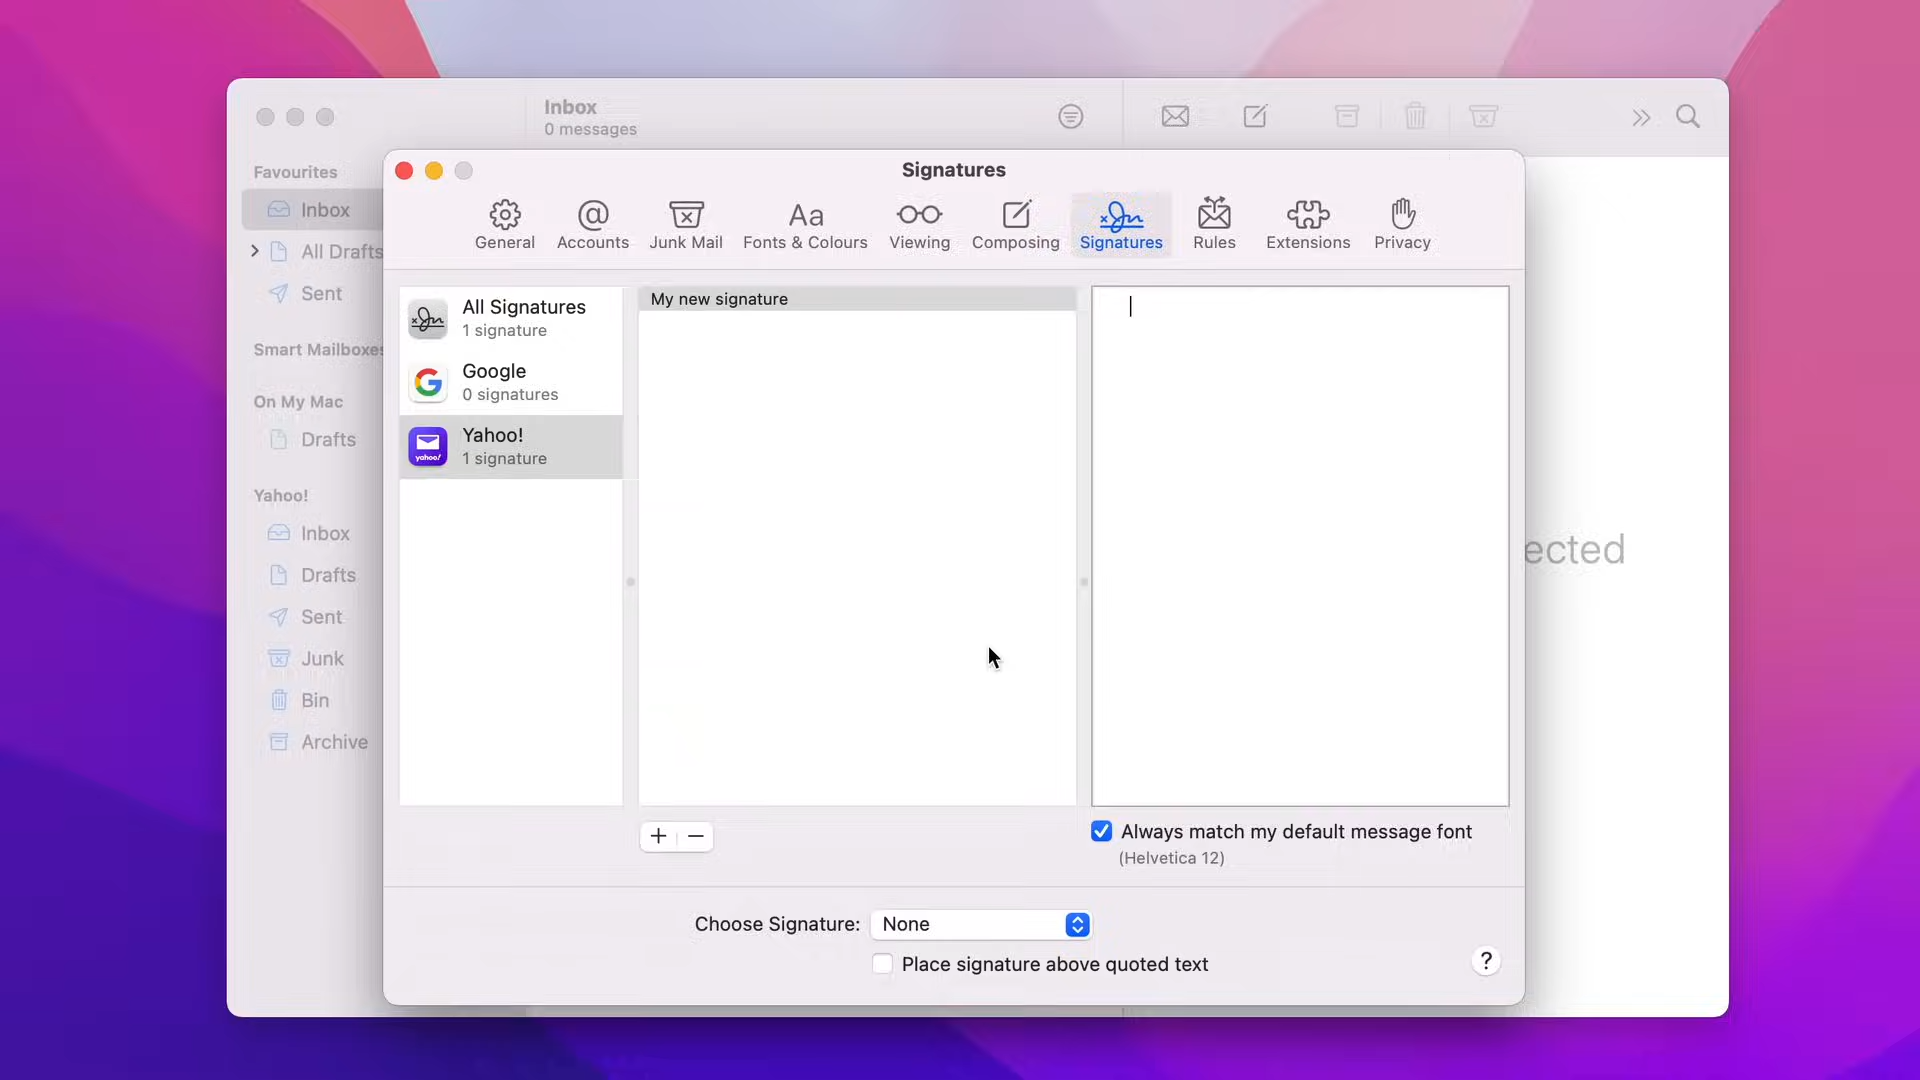 Inbox
0 messages
Favourites
Inbox
All Drafts
Sent
Smart Mailboxes
On My Mac
Drafts
Yahoo!
Inbox
Drafts
Sent
Junk
Bin
Archive
Signatures
General
Accounts
Junk Mail
Aa
Fonts & Colours
Viewing
Composing
Signatures
Rules
Extensions
Privacy
All Signatures
1 signature
Google
0 signatures
yahoo!
Yahoo!
1 signature
My new signature
+ −
Always match my default message font
(Helvetica 12)
Choose Signature: None
Place signature above quoted text
?
ected